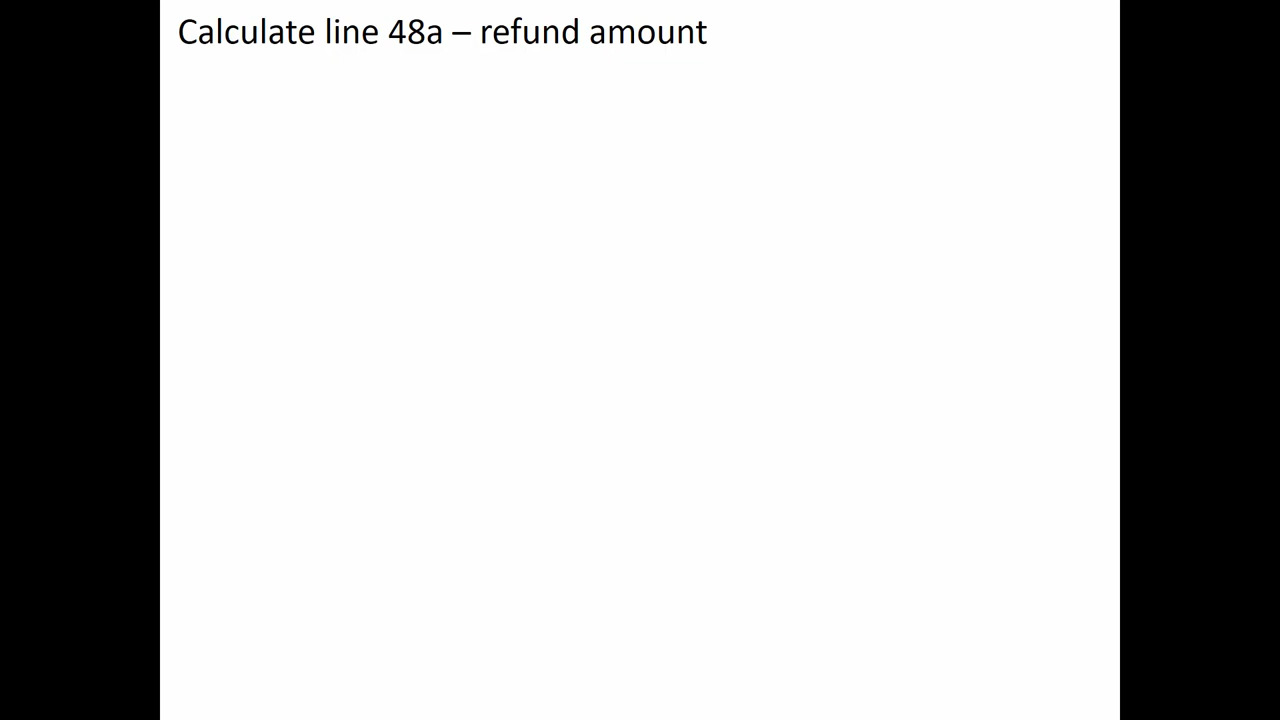 Calculate line 48a – refund amount